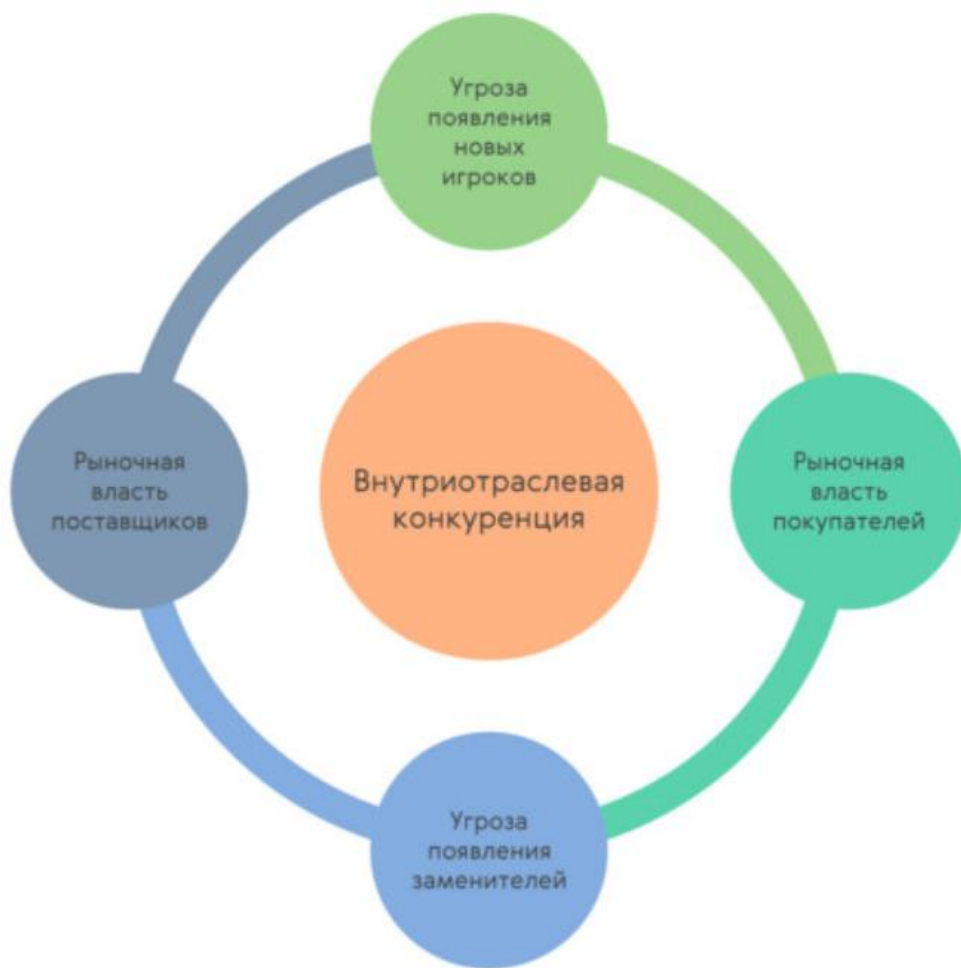 Угроза
появления
новых
игроков
Рыночная
власть
поставщиков
Внутриотраслевая
конкуренция
Рыночная
власть
покупателей
Угроза
появления
заменителей